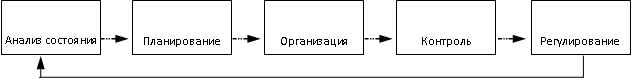 Анализ состояния
Планирование
Организация
Контроль
Регулирование